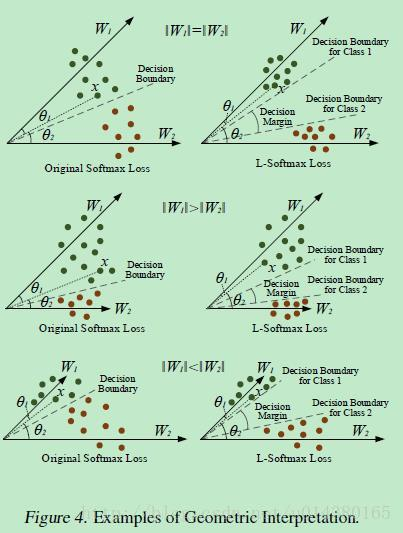 W₁
‖W₁‖=‖W₂‖
W₁
Decision
Boundary
x
θ₁
θ₂
W₂
Original Softmax Loss
Decision Boundary
for Class 1
x
Decision Boundary
for Class 2
θ₁
Decision
Margin
θ₂
W₂
L-Softmax Loss
W₁
‖W₁‖>‖W₂‖
W₁
x
Decision
Boundary
θ₁
θ₂
W₂
Original Softmax Loss
Decision Boundary
for Class 1
x
θ₁
Decision
Margin
Decision Boundary
for Class 2
θ₂
W₂
L-Softmax Loss
W₁
‖W₁‖<‖W₂‖
W₁
Decision
Boundary
x
θ₁
θ₂
W₂
Original Softmax Loss
Decision Boundary
for Class 1
x
θ₁
Decision
Margin
Decision Boundary
for Class 2
θ₂
W₂
L-Softmax Loss
Figure 4. Examples of Geometric Interpretation.